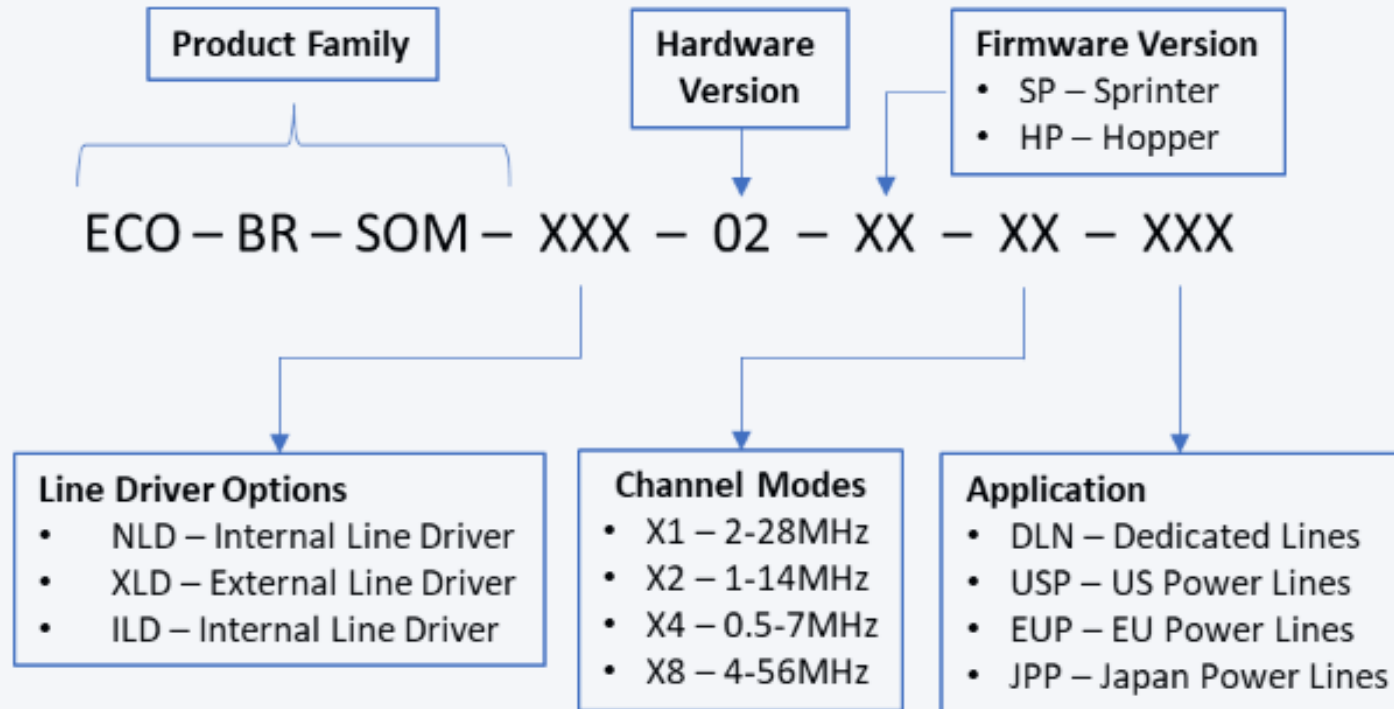 Product Family
Hardware
Version
Firmware Version
• SP – Sprinter
• HP – Hopper
ECO – BR – SOM – XXX – 02 – XX – XX – XXX
Line Driver Options
• NLD – Internal Line Driver
• XLD – External Line Driver
• ILD – Internal Line Driver
Channel Modes
• X1 – 2-28MHz
• X2 – 1-14MHz
• X4 – 0.5-7MHz
• X8 – 4-56MHz
Application
• DLN – Dedicated Lines
• USP – US Power Lines
• EUP – EU Power Lines
• JPP – Japan Power Lines